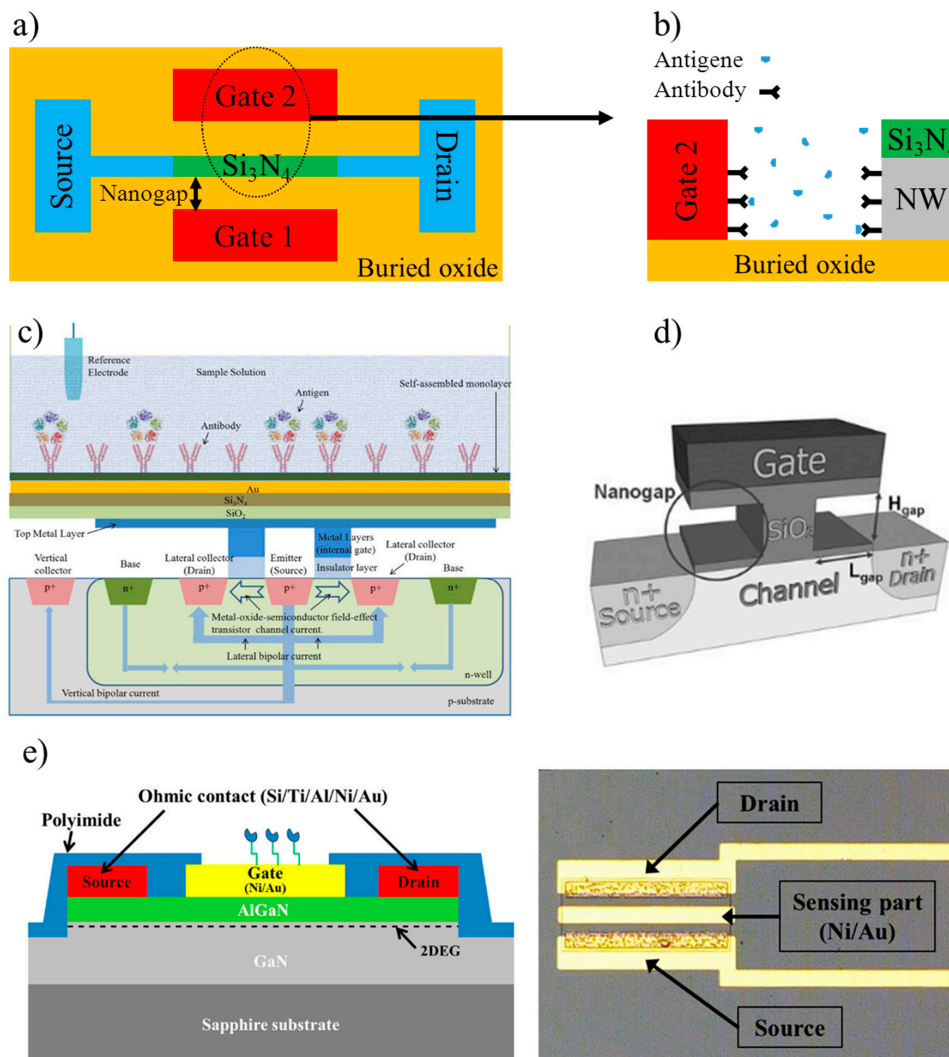 a)
Gate 2
Source
Si3N4
Drain
Nanogap
Gate 1
Buried oxide
b)
Antigene
Antibody
Gate 2
Si3N
NW
Buried oxide
c)
Reference
Electrode
Sample Solution
Self-assembled monolayer
Antigen
Antibody
Au
Si3N4
SiO2
Top Metal Layer
Metal Layers
(internal gate)
Vertical
collector
Base
Lateral collector
(Drain)
Emitter
(Source)
Insulator layer
Lateral collector
(Drain)
Base
p+
n+
p+
p+
p+
n+
Metal-oxide-semiconductor field-effect
transistor channel current.
Lateral bipolar current
n-well
Vertical bipolar current
p-substrate
d)
Gate
Nanogap
SiO2
Hgap
Lgap
n+
Source
Channel
n+
Drain
e)
Ohmic contact (Si/Ti/Al/Ni/Au)
Polyimide
Source
Gate
(Ni/Au)
Drain
AlGaN
2DEG
GaN
Sapphire substrate
Drain
Sensing part
(Ni/Au)
Source